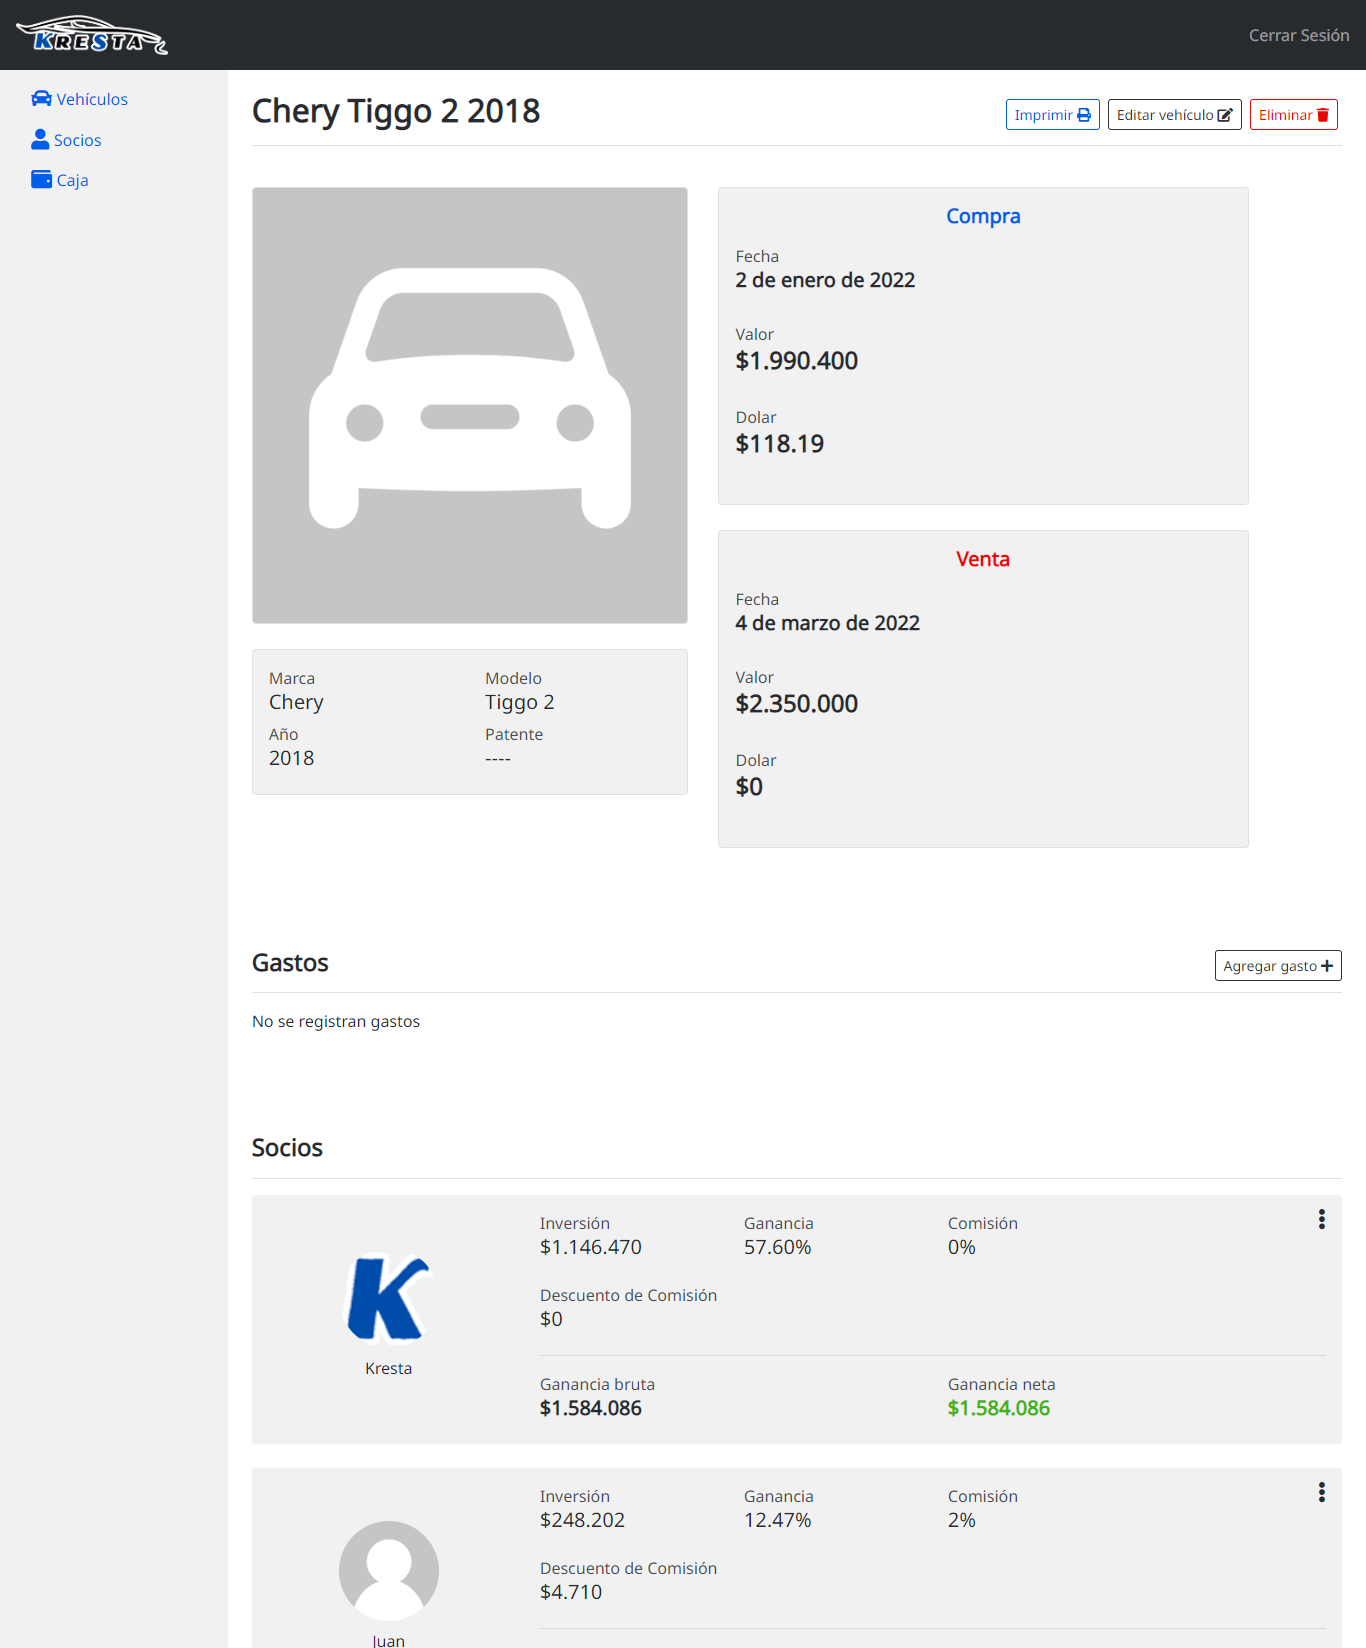 KRESTA
Cerrar Sesión
Vehículos
Socios
Caja
Chery Tiggo 2 2018
Imprimir
Editar vehículo
Eliminar
Compra
Fecha
2 de enero de 2022
Valor
$1.990.400
Dolar
$118.19
Venta
Fecha
4 de marzo de 2022
Valor
$2.350.000
Dolar
$0
Marca
Chery
Modelo
Tiggo 2
Año
2018
Patente
----
Gastos
Agregar gasto
No se registran gastos
Socios
K
Kresta
Inversión
$1.146.470
Ganancia
57.60%
Comisión
0%
Descuento de Comisión
$0
Ganancia bruta
$1.584.086
Ganancia neta
$1.584.086
Juan
Inversión
$248.202
Ganancia
12.47%
Comisión
2%
Descuento de Comisión
$4.710